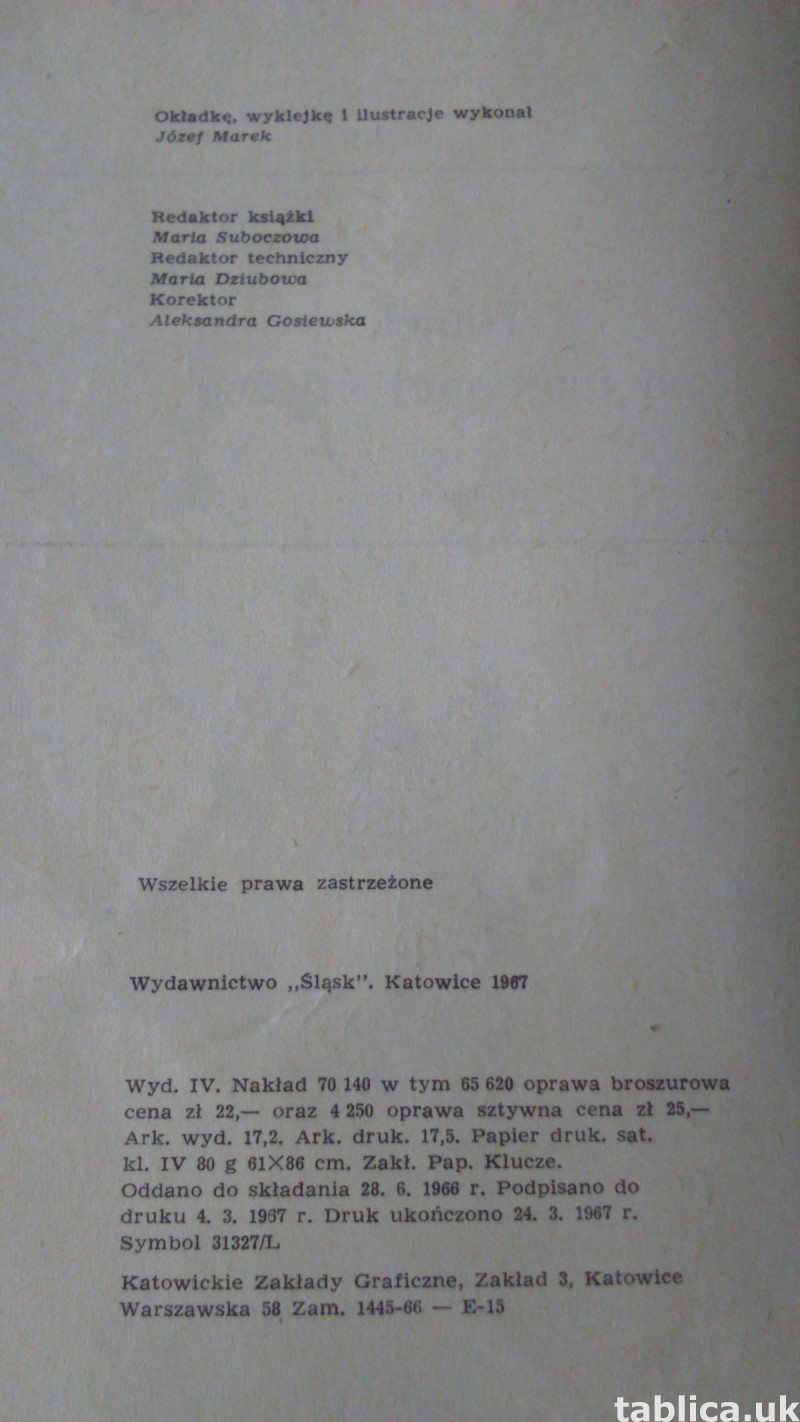 Okładkę, wyklejkę i ilustracje wykonał
Józef Marek
Redaktor książki
Maria Suboczowa
Redaktor techniczny
Maria Dziubowa
Korektor
Aleksandra Gosiewska
Wszelkie prawa zastrzeżone
Wydawnictwo „Śląsk”. Katowice 1967
Wyd. IV. Nakład 70 140 w tym 65 620 oprawa broszurowa
cena zł 22,— oraz 4 250 oprawa sztywna cena zł 25,—
Ark. wyd. 17,2. Ark. druk. 17,5. Papier druk. sat.
kl. IV 80 g 61X86 cm. Zakł. Pap. Klucze.
Oddano do składania 28. 6. 1966 r. Podpisano do
druku 4. 3. 1967 r. Druk ukończono 24. 3. 1967 r.
Symbol 31327/L
Katowickie Zakłady Graficzne, Zakład 3, Katowice
Warszawska 58 Zam. 1445-66 — E-15
tablica.uk